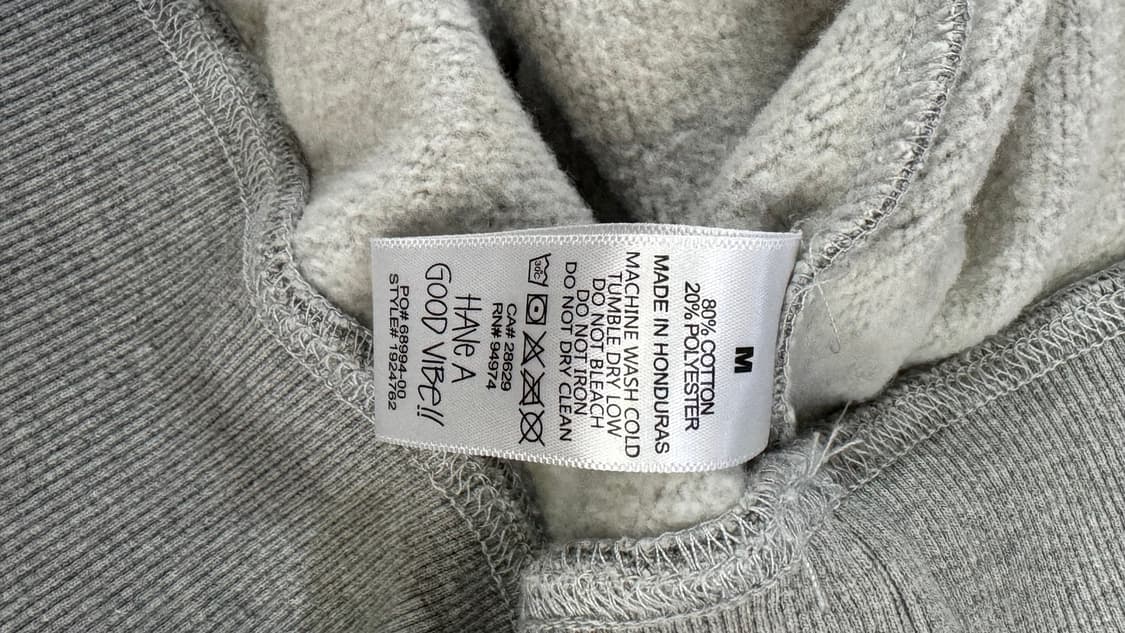 M
80% COTTON
20% POLYESTER
MADE IN HONDURAS
MACHINE WASH COLD
TUMBLE DRY LOW
DO NOT BLEACH
DO NOT IRON
DO NOT DRY CLEAN
30C
CA# 28629
RN# 94974
HAVE A
GOOD VIBE!!
PO# 68994-00
STYLE# 1924762